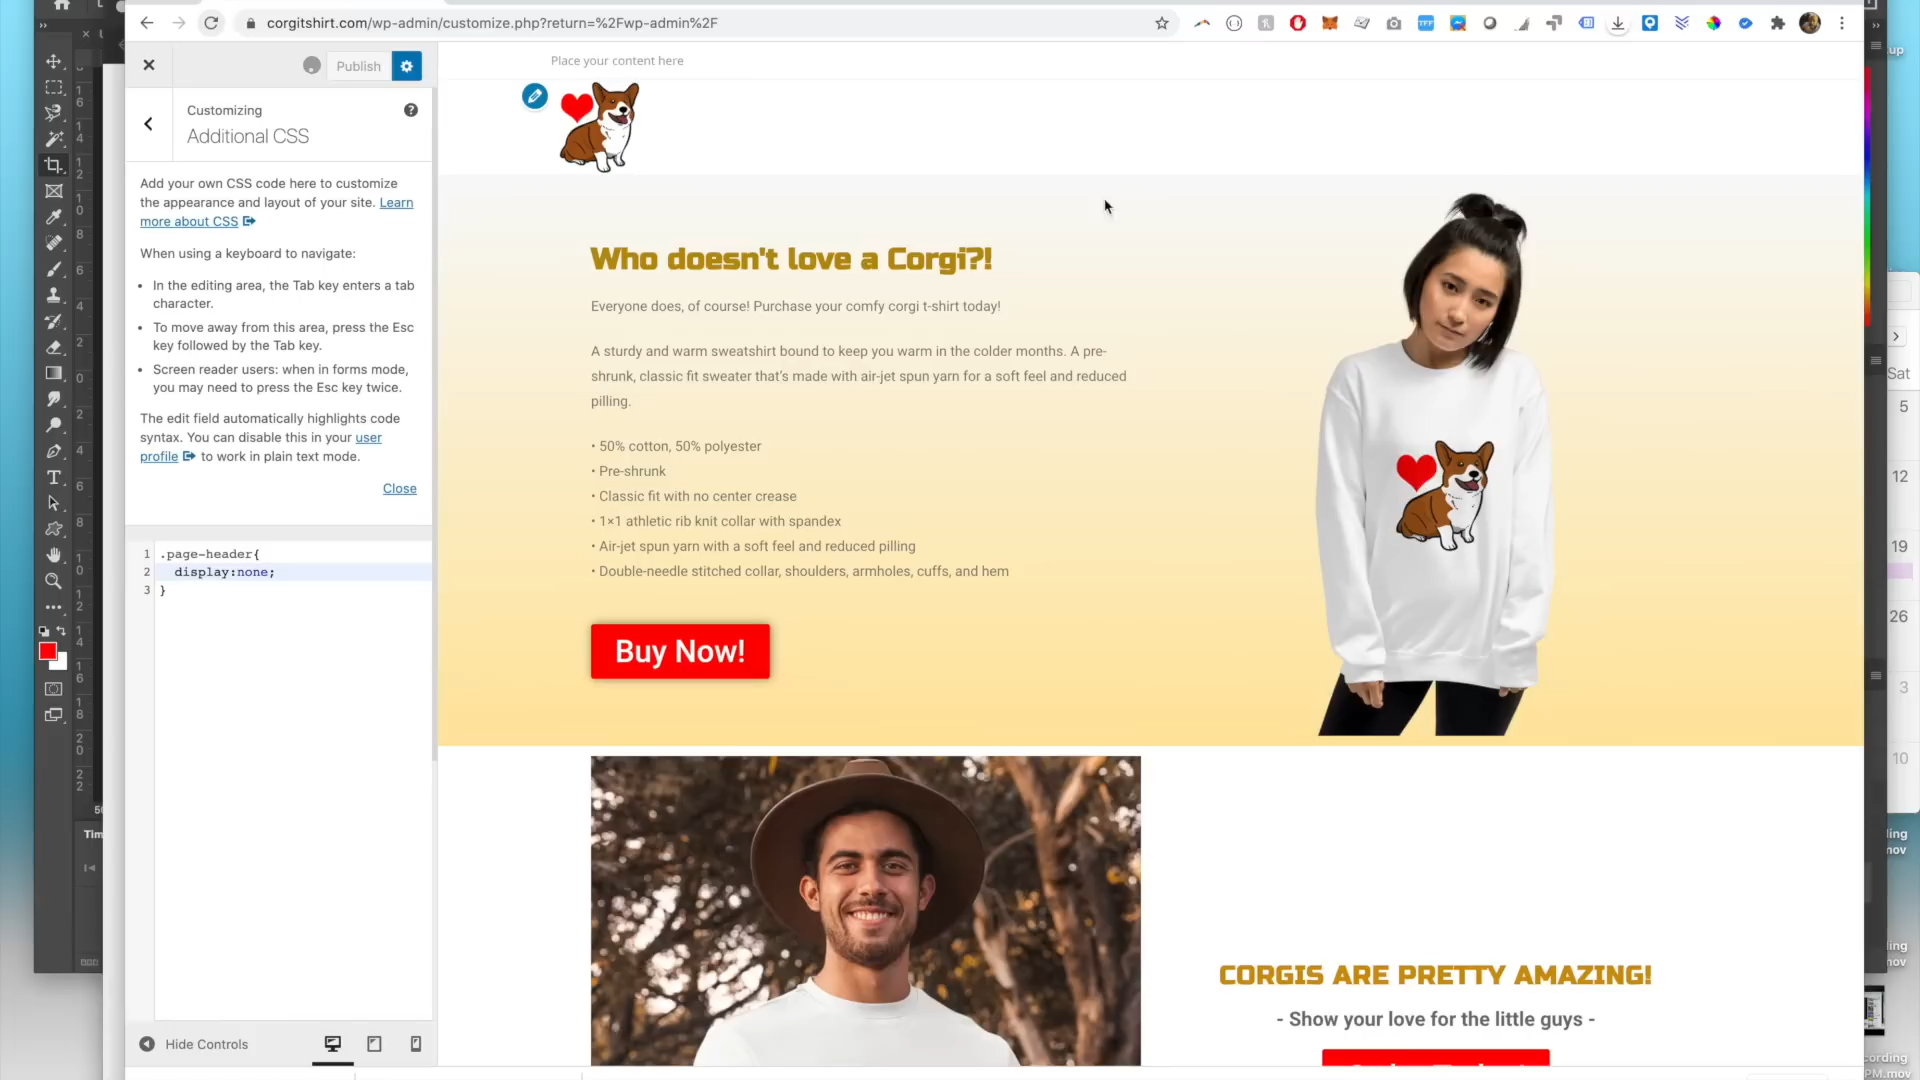 corgitshirt.com/wp-admin/customize.php?return=%2Fwp-admin%2F
Publish
Customizing
Additional CSS
Add your own CSS code here to customize
the appearance and layout of your site. Learn
more about CSS
When using a keyboard to navigate:
• In the editing area, the Tab key enters a tab
character.
• To move away from this area, press the Esc
key followed by the Tab key.
• Screen reader users: when in forms mode,
you may need to press the Esc key twice.
The edit field automatically highlights code
syntax. You can disable this in your user
profile to work in plain text mode.
Close
1 .page-header{
2 display:none;
3 }
Hide Controls
Place your content here
Who doesn't love a Corgi?!
Everyone does, of course! Purchase your comfy corgi t-shirt today!
A sturdy and warm sweatshirt bound to keep you warm in the colder months. A pre-
shrunk, classic fit sweater that's made with air-jet spun yarn for a soft feel and reduced
pilling.
• 50% cotton, 50% polyester
• Pre-shrunk
• Classic fit with no center crease
• 1×1 athletic rib knit collar with spandex
• Air-jet spun yarn with a soft feel and reduced pilling
• Double-needle stitched collar, shoulders, armholes, cuffs, and hem
Buy Now!
CORGIS ARE PRETTY AMAZING!
- Show your love for the little guys -
Sat
5
12
19
26
3
10